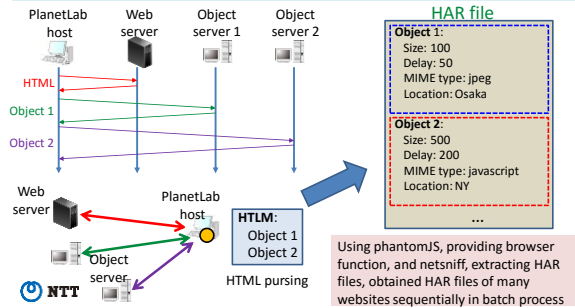 PlanetLab
host
Web
server
Object
server 1
Object
server 2
HTML
Object 1
Object 2
Web
server
PlanetLab
host
Object
server
HTLM:
Object 1
Object 2
HTML pursing
NTT
HAR file
Object 1:
Size: 100
Delay: 50
MIME type: jpeg
Location: Osaka
Object 2:
Size: 500
Delay: 200
MIME type: javascript
Location: NY
...
Using phantomJS, providing browser
function, and netsniff, extracting HAR
files, obtained HAR files of many
websites sequentially in batch process